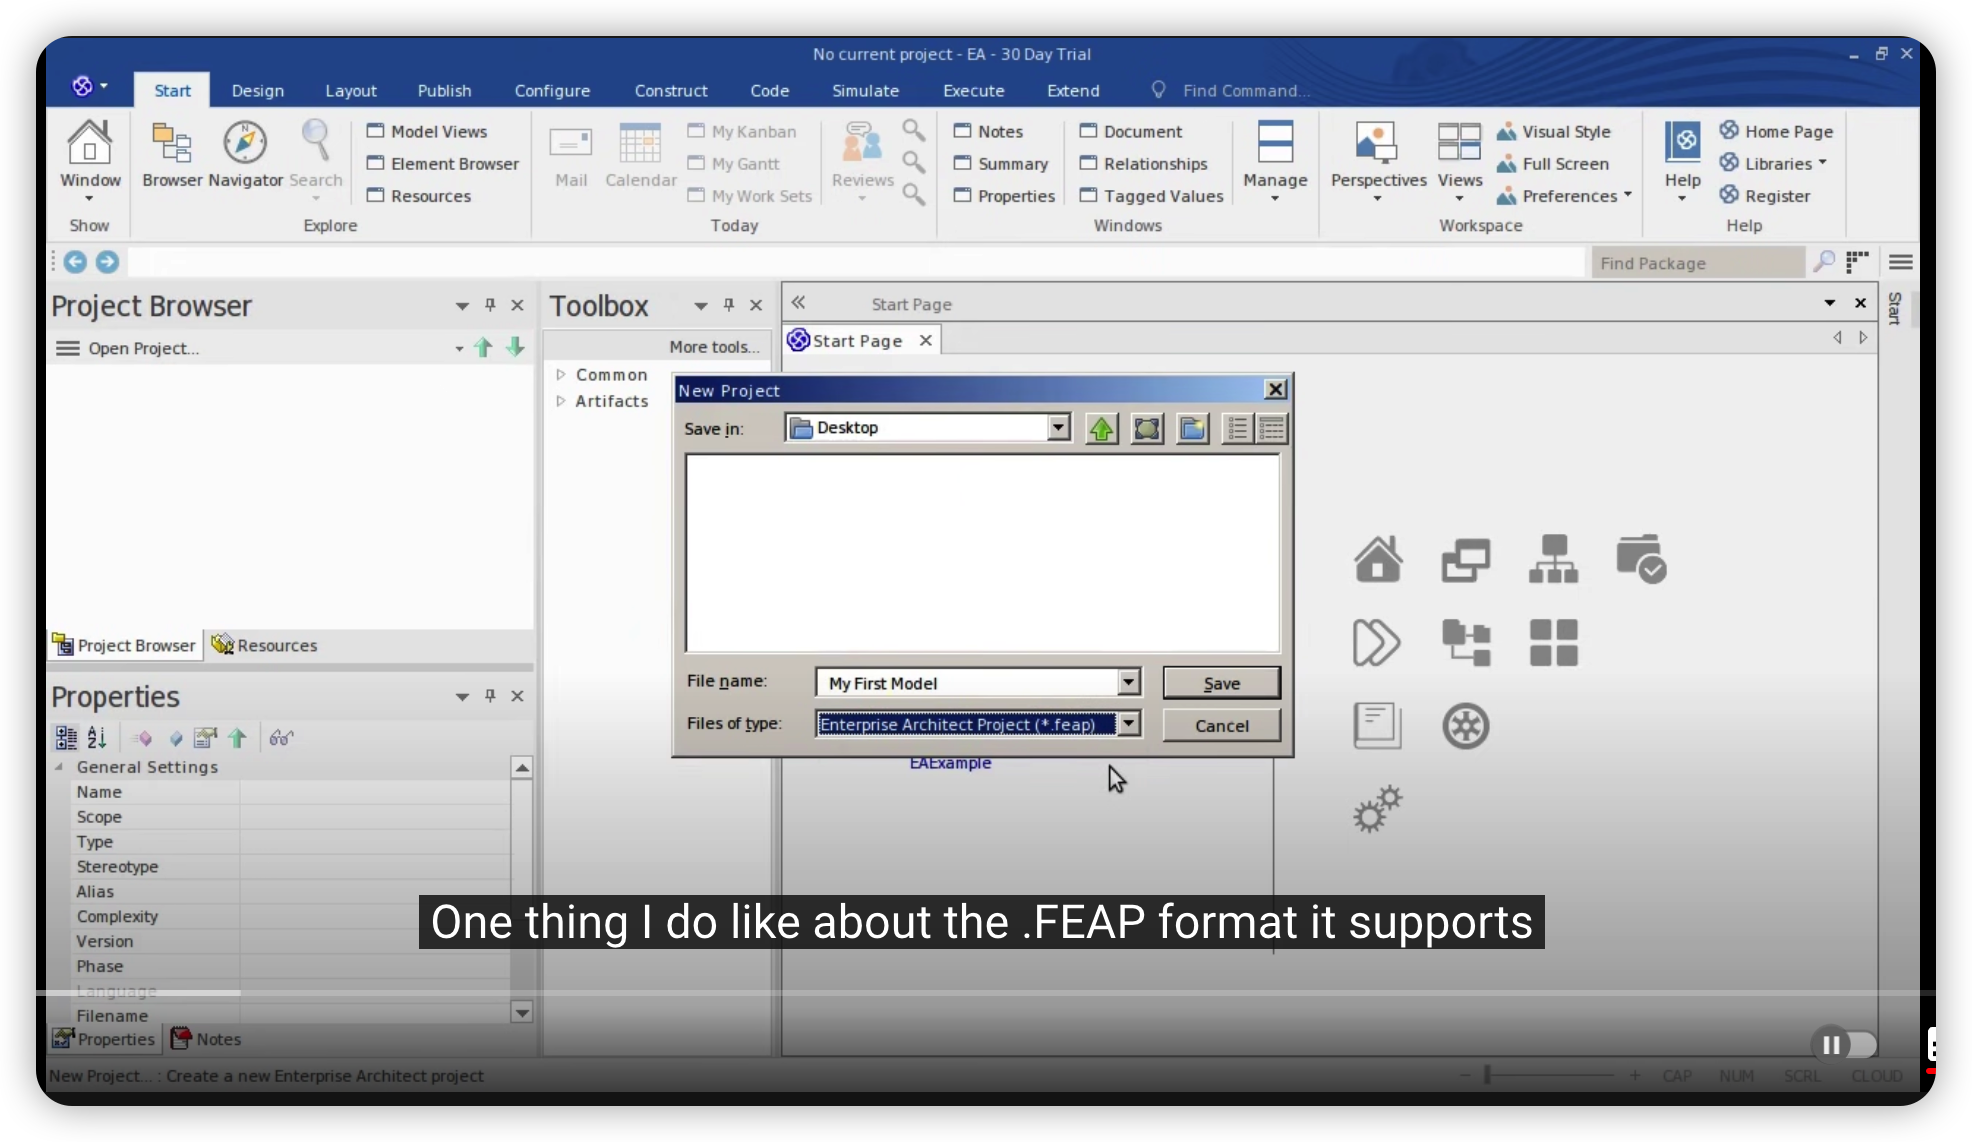 No current project - EA - 30 Day Trial
Start Design Layout Publish Configure Construct Code Simulate Execute Extend Find Command...
Window
Show
Browser Navigator Search
Model Views
Element Browser
Resources
Explore
Mail Calendar
My Kanban
My Gantt
My Work Sets
Reviews
Today
Notes
Summary
Properties
Document
Relationships
Tagged Values
Manage
Windows
Perspectives Views
Visual Style
Full Screen
Preferences
Workspace
Help
Home Page
Libraries
Register
Help
Find Package
Project Browser
Open Project...
Project Browser Resources
Toolbox
More tools...
Common
Artifacts
Start Page
Start Page
Start
New Project
Save in: Desktop
File name: My First Model Save
Files of type: Enterprise Architect Project (*.feap) Cancel
EAExample
Properties
General Settings
Name
Scope
Type
Stereotype
Alias
Complexity
Version
Phase
Language
Filename
Properties Notes
One thing I do like about the .FEAP format it supports
New Project... : Create a new Enterprise Architect project
CAP NUM SCRL CLOUD